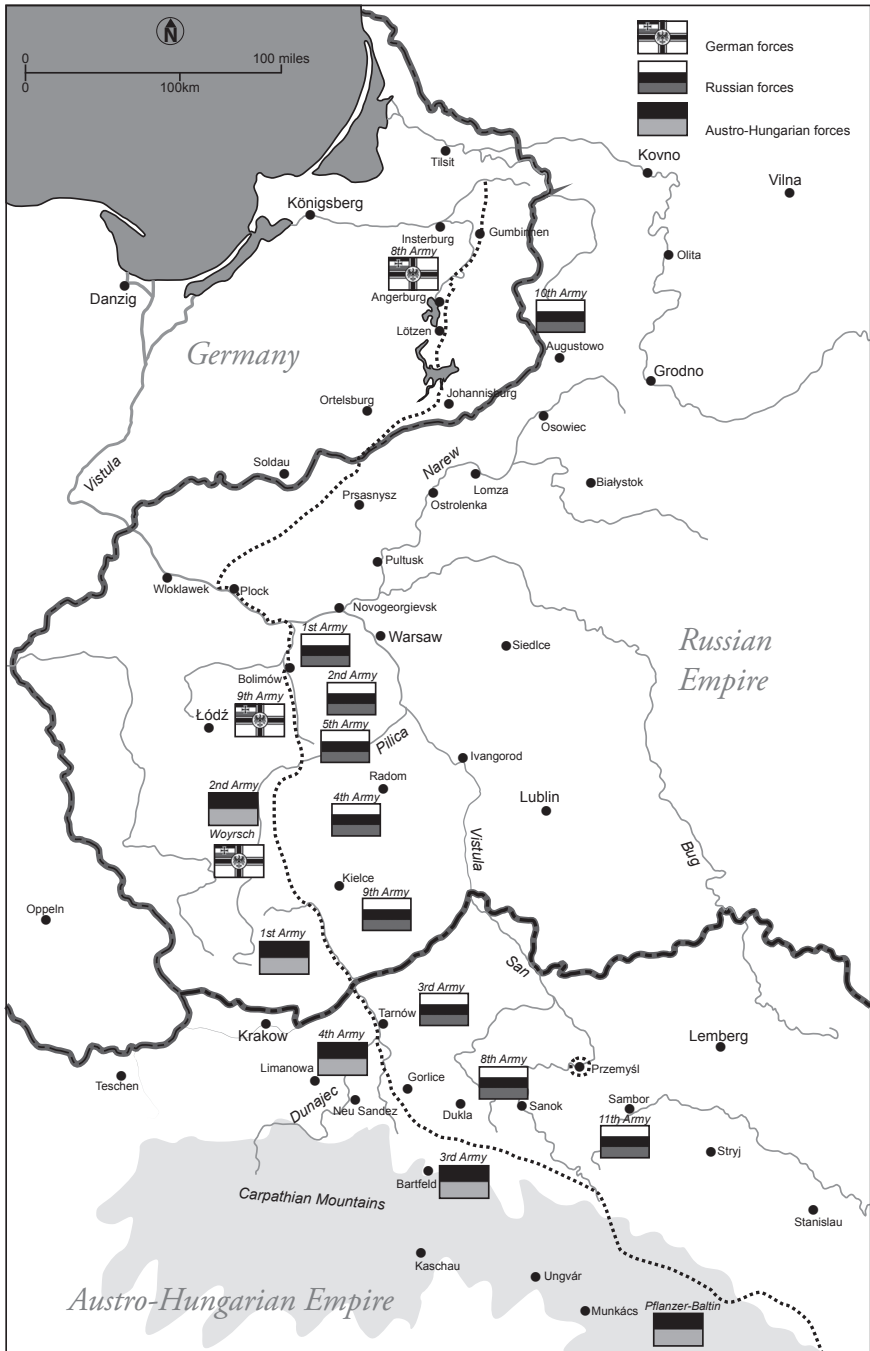 N
0
100 miles
0
100km
German forces
Russian forces
Austro-Hungarian forces
Tilsit
Kovno
Vilna
Königsberg
Insterburg
Gumbinnen
8th Army
Olita
Danzig
Angerburg
10th Army
Lötzen
Germany
Augustowo
Grodno
Johannisburg
Ortelsburg
Osowiec
Vistula
Soldau
Narew
Lomza
Białystok
Ostrolenka
Prsasnysz
Pultusk
Wloklawek
Plock
Novogeorgievsk
1st Army
Warsaw
Siedlce
Russian
Empire
Bolimów
2nd Army
9th Army
Łódź
5th Army
Pilica
Ivangorod
2nd Army
Radom
4th Army
Lublin
Woyrsch
Vistula
Bug
Kielce
9th Army
Oppeln
1st Army
San
3rd Army
Krakow
Tarnów
4th Army
Lemberg
8th Army
Przemyśl
Teschen
Limanowa
Gorlice
Dunajec
Neu Sandez
Dukla
Sanok
Sambor
11th Army
Stryj
3rd Army
Bartfeld
Carpathian Mountains
Stanislau
Kaschau
Ungvár
Austro-Hungarian Empire
Munkács
Pflanzer-Baltin